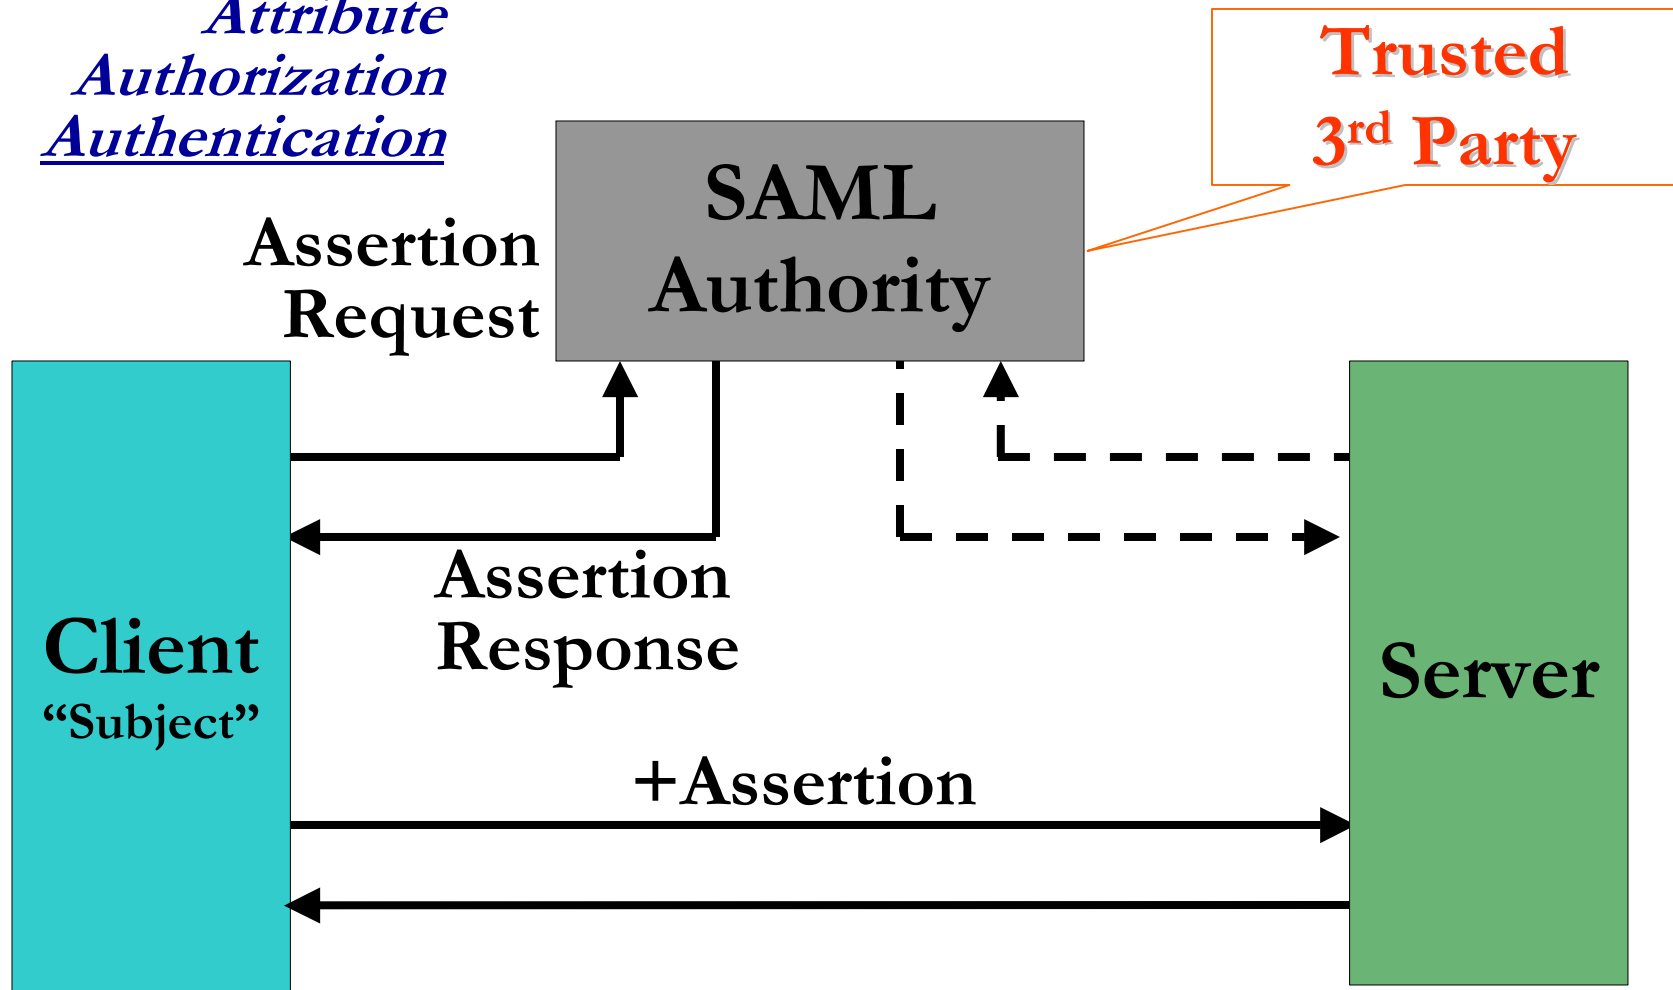 Attribute
Authorization
Authentication
Trusted
3rd Party
SAML
Authority
Assertion
Request
Assertion
Response
Client
“Subject”
Server
+Assertion